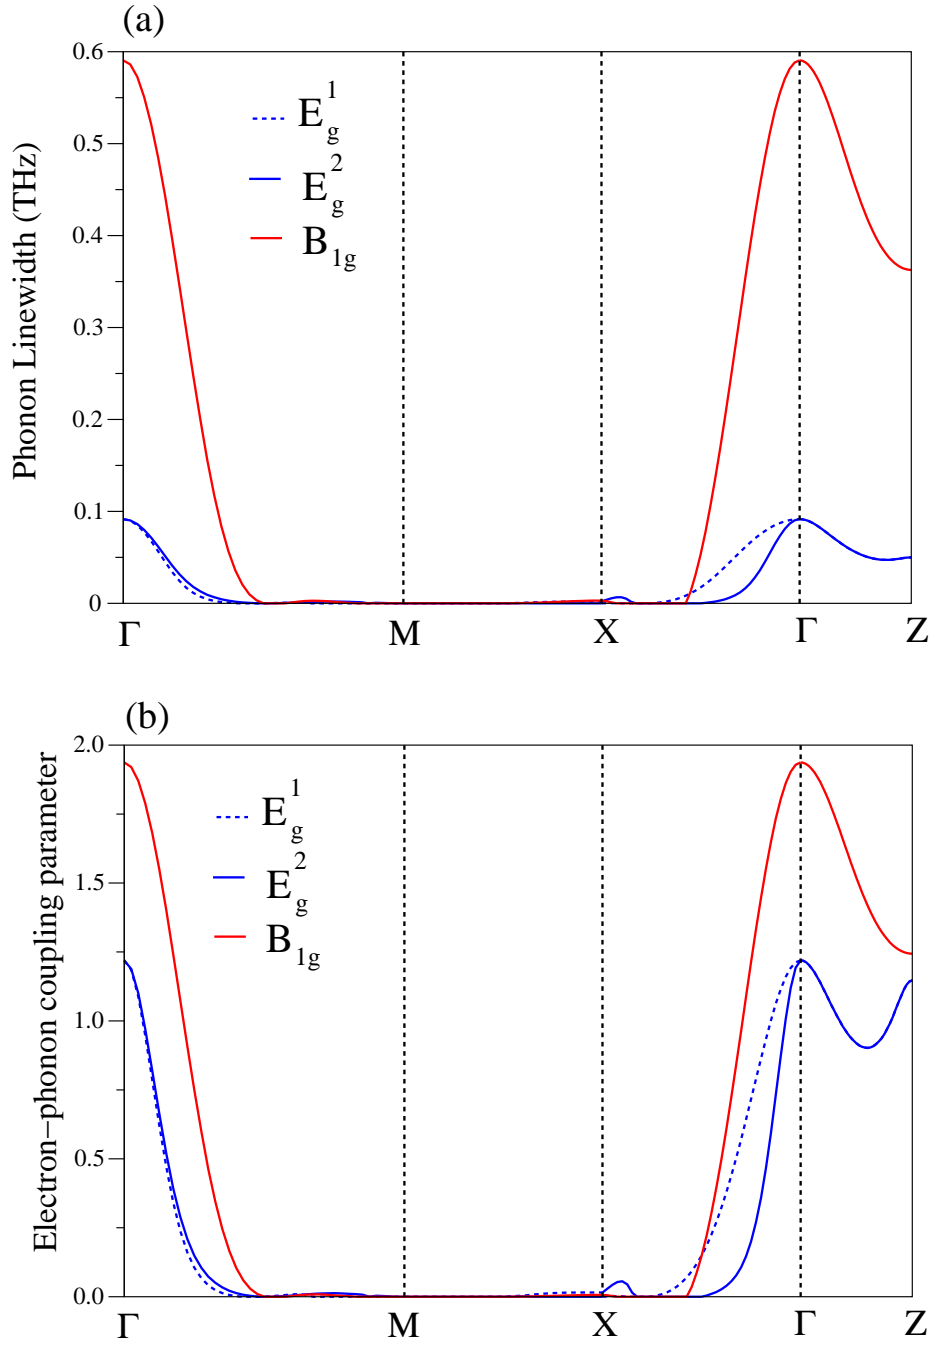 (a)
Phonon Linewidth (THz)
0.6
0.5
0.4
0.3
0.2
0.1
0
E_g^1
E_g^2
B_1g
Γ M X Γ Z
(b)
Electron−phonon coupling parameter
2.0
1.5
1.0
0.5
0.0
E_g^1
E_g^2
B_1g
Γ M X Γ Z